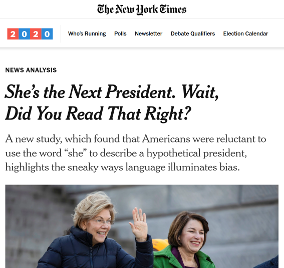 The New York Times
2020 Who's Running Polls Newsletter Debate Qualifiers Election Calendar
NEWS ANALYSIS
She's the Next President. Wait,
Did You Read That Right?
A new study, which found that Americans were reluctant to
use the word “she” to describe a hypothetical president,
highlights the sneaky ways language illuminates bias.